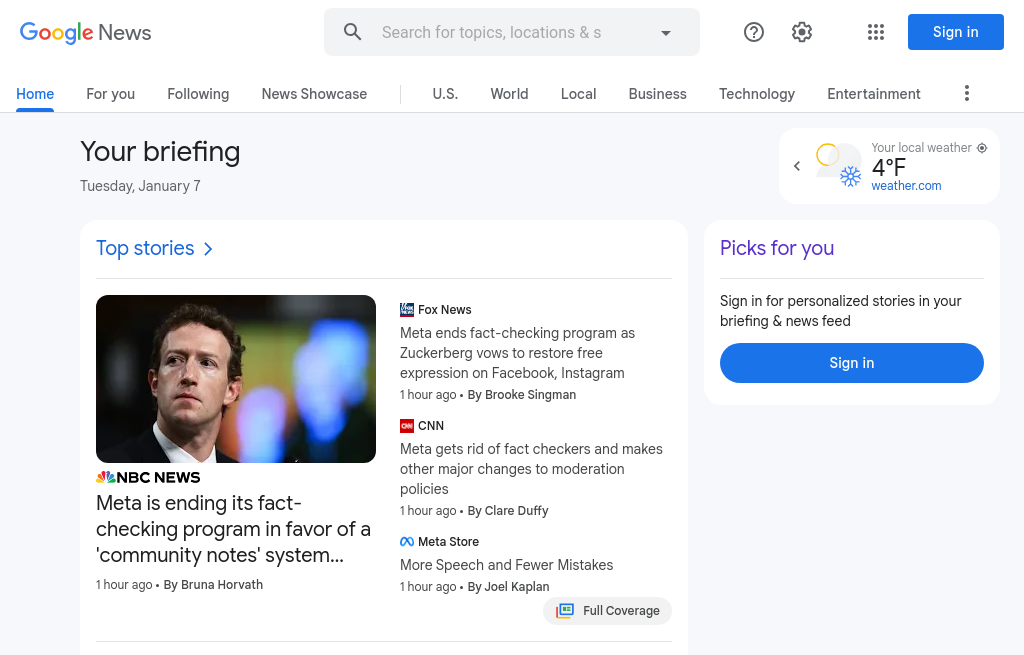 Google News
Search for topics, locations & s
Sign in
Home
For you
Following
News Showcase
U.S.
World
Local
Business
Technology
Entertainment
Your briefing
Tuesday, January 7
Your local weather
4°F
weather.com
Top stories
NBC NEWS
Meta is ending its fact-
checking program in favor of a
'community notes' system...
1 hour ago • By Bruna Horvath
Fox News
Meta ends fact-checking program as
Zuckerberg vows to restore free
expression on Facebook, Instagram
1 hour ago • By Brooke Singman
CNN
Meta gets rid of fact checkers and makes
other major changes to moderation
policies
1 hour ago • By Clare Duffy
Meta Store
More Speech and Fewer Mistakes
1 hour ago • By Joel Kaplan
Full Coverage
Picks for you
Sign in for personalized stories in your
briefing & news feed
Sign in